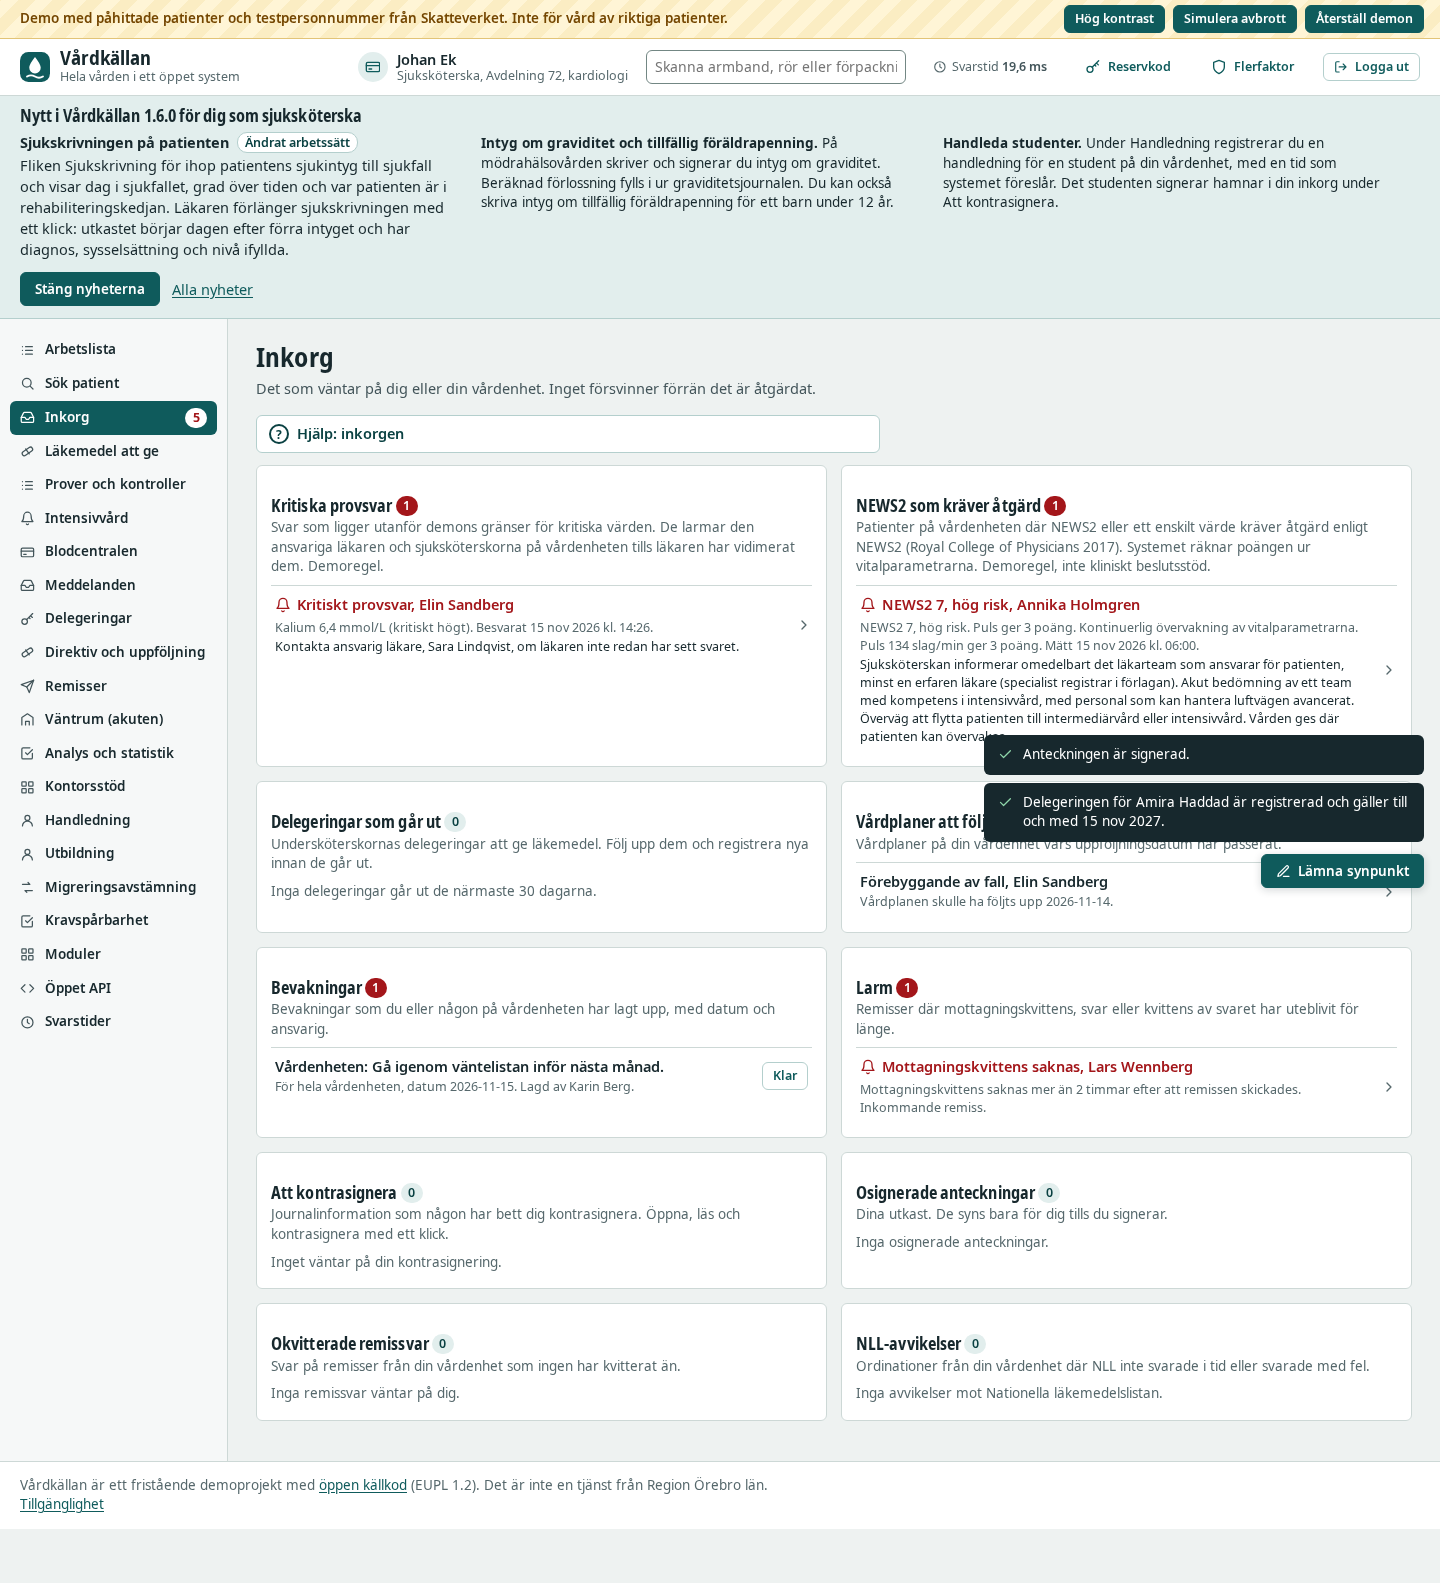 Demo med påhittade patienter och testpersonnummer från Skatteverket. Inte för vård av riktiga patienter.
Hög kontrast
Simulera avbrott
Återställ demon
Vårdkällan
Hela vården i ett öppet system
Johan Ek
Sjuksköterska, Avdelning 72, kardiologi
Skanna armband, rör eller förpackni
Svarstid 19,6 ms
Reservkod
Flerfaktor
Logga ut
Nytt i Vårdkällan 1.6.0 för dig som sjuksköterska
Sjukskrivningen på patienten
Ändrat arbetssätt
Fliken Sjukskrivning för ihop patientens sjukintyg till sjukfall
och visar dag i sjukfallet, grad över tiden och var patienten är i
rehabiliteringskedjan. Läkaren förlänger sjukskrivningen med
ett klick: utkastet börjar dagen efter förra intyget och har
diagnos, sysselsättning och nivå ifyllda.
Intyg om graviditet och tillfällig föräldrapenning. På
mödrahälsovården skriver och signerar du intyg om graviditet.
Beräknad förlossning fylls i ur graviditetsjournalen. Du kan också
skriva intyg om tillfällig föräldrapenning för ett barn under 12 år.
Handleda studenter. Under Handledning registrerar du en
handledning för en student på din vårdenhet, med en tid som
systemet föreslår. Det studenten signerar hamnar i din inkorg under
Att kontrasignera.
Stäng nyheterna
Alla nyheter
Arbetslista
Sök patient
Inkorg 5
Läkemedel att ge
Prover och kontroller
Intensivvård
Blodcentralen
Meddelanden
Delegeringar
Direktiv och uppföljning
Remisser
Väntrum (akuten)
Analys och statistik
Kontorsstöd
Handledning
Utbildning
Migreringsavstämning
Kravspårbarhet
Moduler
Öppet API
Svarstider
Inkorg
Det som väntar på dig eller din vårdenhet. Inget försvinner förrän det är åtgärdat.
? Hjälp: inkorgen
Kritiska provsvar 1
Svar som ligger utanför demons gränser för kritiska värden. De larmar den
ansvariga läkaren och sjuksköterskorna på vårdenheten tills läkaren har vidimerat
dem. Demoregel.
Kritiskt provsvar, Elin Sandberg
Kalium 6,4 mmol/L (kritiskt högt). Besvarat 15 nov 2026 kl. 14:26.
Kontakta ansvarig läkare, Sara Lindqvist, om läkaren inte redan har sett svaret.
NEWS2 som kräver åtgärd 1
Patienter på vårdenheten där NEWS2 eller ett enskilt värde kräver åtgärd enligt
NEWS2 (Royal College of Physicians 2017). Systemet räknar poängen ur
vitalparametrarna. Demoregel, inte kliniskt beslutsstöd.
NEWS2 7, hög risk, Annika Holmgren
NEWS2 7, hög risk. Puls ger 3 poäng. Kontinuerlig övervakning av vitalparametrarna.
Puls 134 slag/min ger 3 poäng. Mätt 15 nov 2026 kl. 06:00.
Sjuksköterskan informerar omedelbart det läkarteam som ansvarar för patienten,
minst en erfaren läkare (specialist registrar i förlagan). Akut bedömning av ett team
med kompetens i intensivvård, med personal som kan hantera luftvägen avancerat.
Överväg att flytta patienten till intermediärvård eller intensivvård. Vården ges där
patienten kan övervakas
Anteckningen är signerad.
Delegeringen för Amira Haddad är registrerad och gäller till
och med 15 nov 2027.
Lämna synpunkt
Delegeringar som går ut 0
Undersköterskornas delegeringar att ge läkemedel. Följ upp dem och registrera nya
innan de går ut.
Inga delegeringar går ut de närmaste 30 dagarna.
Vårdplaner att följ
Vårdplaner på din vårdenhet vars uppföljningsdatum har passerat.
Förebyggande av fall, Elin Sandberg
Vårdplanen skulle ha följts upp 2026-11-14.
Bevakningar 1
Bevakningar som du eller någon på vårdenheten har lagt upp, med datum och
ansvarig.
Vårdenheten: Gå igenom väntelistan inför nästa månad.
För hela vårdenheten, datum 2026-11-15. Lagd av Karin Berg.
Klar
Larm 1
Remisser där mottagningskvittens, svar eller kvittens av svaret har uteblivit för
länge.
Mottagningskvittens saknas, Lars Wennberg
Mottagningskvittens saknas mer än 2 timmar efter att remissen skickades.
Inkommande remiss.
Att kontrasignera 0
Journalinformation som någon har bett dig kontrasignera. Öppna, läs och
kontrasignera med ett klick.
Inget väntar på din kontrasignering.
Osignerade anteckningar 0
Dina utkast. De syns bara för dig tills du signerar.
Inga osignerade anteckningar.
Okvitterade remissvar 0
Svar på remisser från din vårdenhet som ingen har kvitterat än.
Inga remissvar väntar på dig.
NLL-avvikelser 0
Ordinationer från din vårdenhet där NLL inte svarade i tid eller svarade med fel.
Inga avvikelser mot Nationella läkemedelslistan.
Vårdkällan är ett fristående demoprojekt med öppen källkod (EUPL 1.2). Det är inte en tjänst från Region Örebro län.
Tillgänglighet